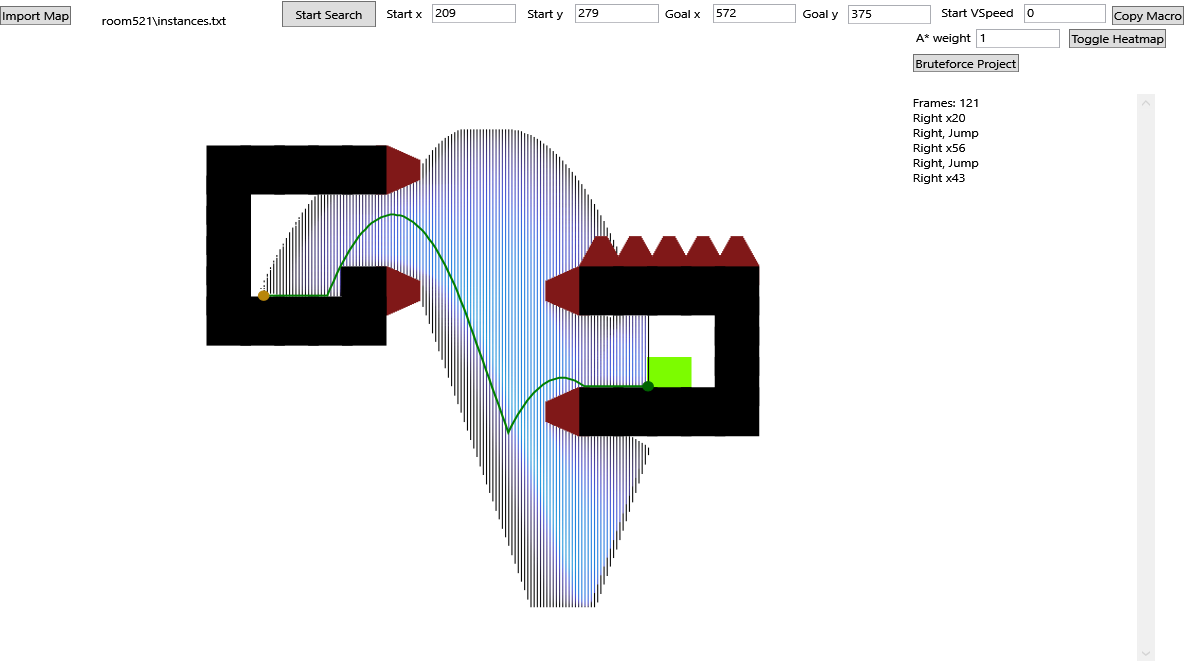 Import Map
room521\instances.txt
Start Search
Start x 209
Start y 279
Goal x 572
Goal y 375
Start VSpeed 0
Copy Macro
A* weight 1
Toggle Heatmap
Bruteforce Project
Frames: 121
Right x20
Right, Jump
Right x56
Right, Jump
Right x43